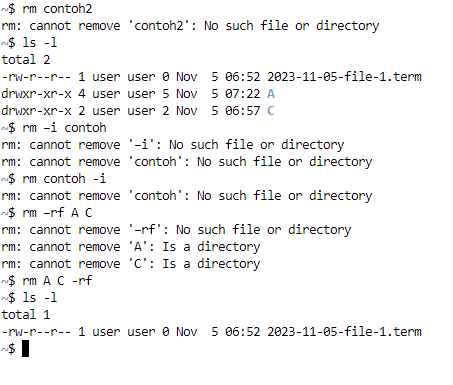 ~$ rm contoh2
rm: cannot remove 'contoh2': No such file or directory
~$ ls -l
total 2
-rw-r--r-- 1 user user 0 Nov  5 06:52 2023-11-05-file-1.term
drwxr-xr-x 4 user user 5 Nov  5 07:22 A
drwxr-xr-x 2 user user 2 Nov  5 06:57 C
~$ rm –i contoh
rm: cannot remove '–i': No such file or directory
rm: cannot remove 'contoh': No such file or directory
~$ rm contoh -i
rm: cannot remove 'contoh': No such file or directory
~$ rm –rf A C
rm: cannot remove '–rf': No such file or directory
rm: cannot remove 'A': Is a directory
rm: cannot remove 'C': Is a directory
~$ rm A C -rf
~$ ls -l
total 1
-rw-r--r-- 1 user user 0 Nov  5 06:52 2023-11-05-file-1.term
~$